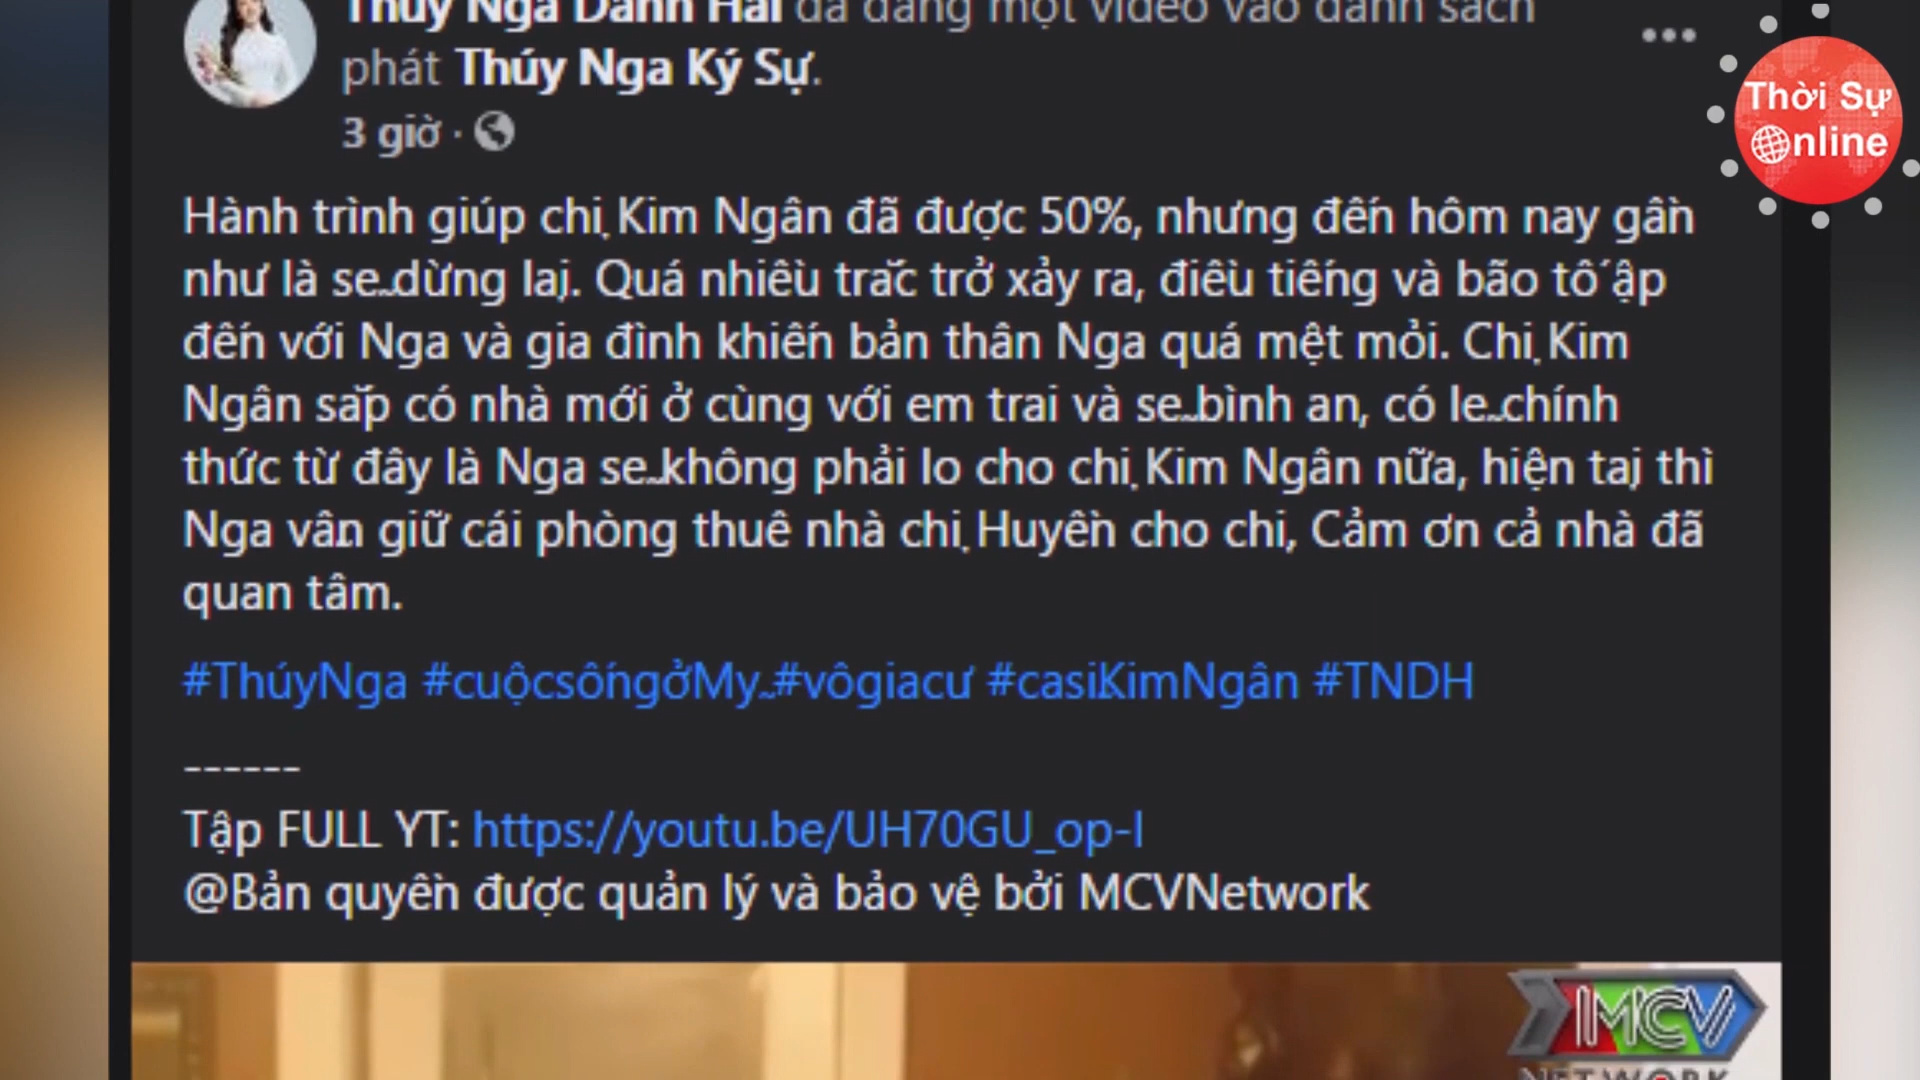 Thúy Nga Danh Hài đã đăng một video vào danh sách
phát Thúy Nga Ký Sự.
3 giờ ·
Thời Sự
Online
Hành trình giúp chị Kim Ngân đã được 50%, nhưng đến hôm nay gần
như là sẽ dừng lại. Quá nhiều trắc trở xảy ra, điều tiếng và bão tố ập
đến với Nga và gia đình khiến bản thân Nga quá mệt mỏi. Chị Kim
Ngân sắp có nhà mới ở cùng với em trai và sẽ bình an, có lẽ chính
thức từ đây là Nga sẽ không phải lo cho chị Kim Ngân nữa, hiện tại thì
Nga vẫn giữ cái phòng thuê nhà chị Huyền cho chị, Cảm ơn cả nhà đã
quan tâm.
#ThúyNga #cuộcsốngởMỹ #vôgiacư #casĩKimNgân #TNDH
------
Tập FULL YT: https://youtu.be/UH70GU_op-I
@Bản quyền được quản lý và bảo vệ bởi MCVNetwork
MCV
NETWORK